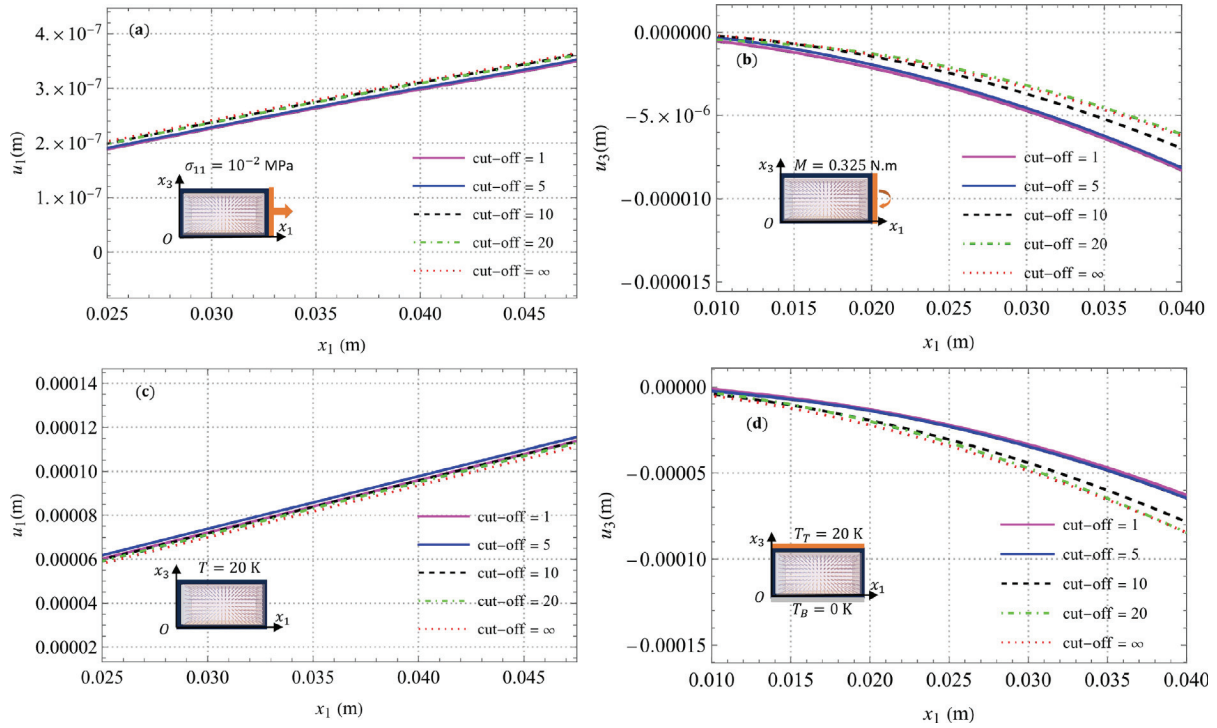 (a)
4.×10⁻⁷
3.×10⁻⁷
2.×10⁻⁷
1.×10⁻⁷
0
u₁(m)
σ₁₁ = 10⁻² MPa
x₃
O
x₁
cut-off = 1
cut-off = 5
cut-off = 10
cut-off = 20
cut-off = ∞
0.025 0.030 0.035 0.040 0.045
x₁ (m)
(b)
0.000000
−5.×10⁻⁶
−0.000010
−0.000015
u₃(m)
M = 0.325 N.m
x₃
O
x₁
cut-off = 1
cut-off = 5
cut-off = 10
cut-off = 20
cut-off = ∞
0.010 0.015 0.020 0.025 0.030 0.035 0.040
x₁ (m)
(c)
0.00014
0.00012
0.00010
0.00008
0.00006
0.00004
0.00002
u₁(m)
T = 20 K
x₃
O
x₁
cut-off = 1
cut-off = 5
cut-off = 10
cut-off = 20
cut-off = ∞
0.025 0.030 0.035 0.040 0.045
x₁ (m)
(d)
0.00000
−0.00005
−0.00010
−0.00015
u₃(m)
T_T = 20 K
x₃
O
x₁
T_B = 0 K
cut-off = 1
cut-off = 5
cut-off = 10
cut-off = 20
cut-off = ∞
0.010 0.015 0.020 0.025 0.030 0.035 0.040
x₁ (m)